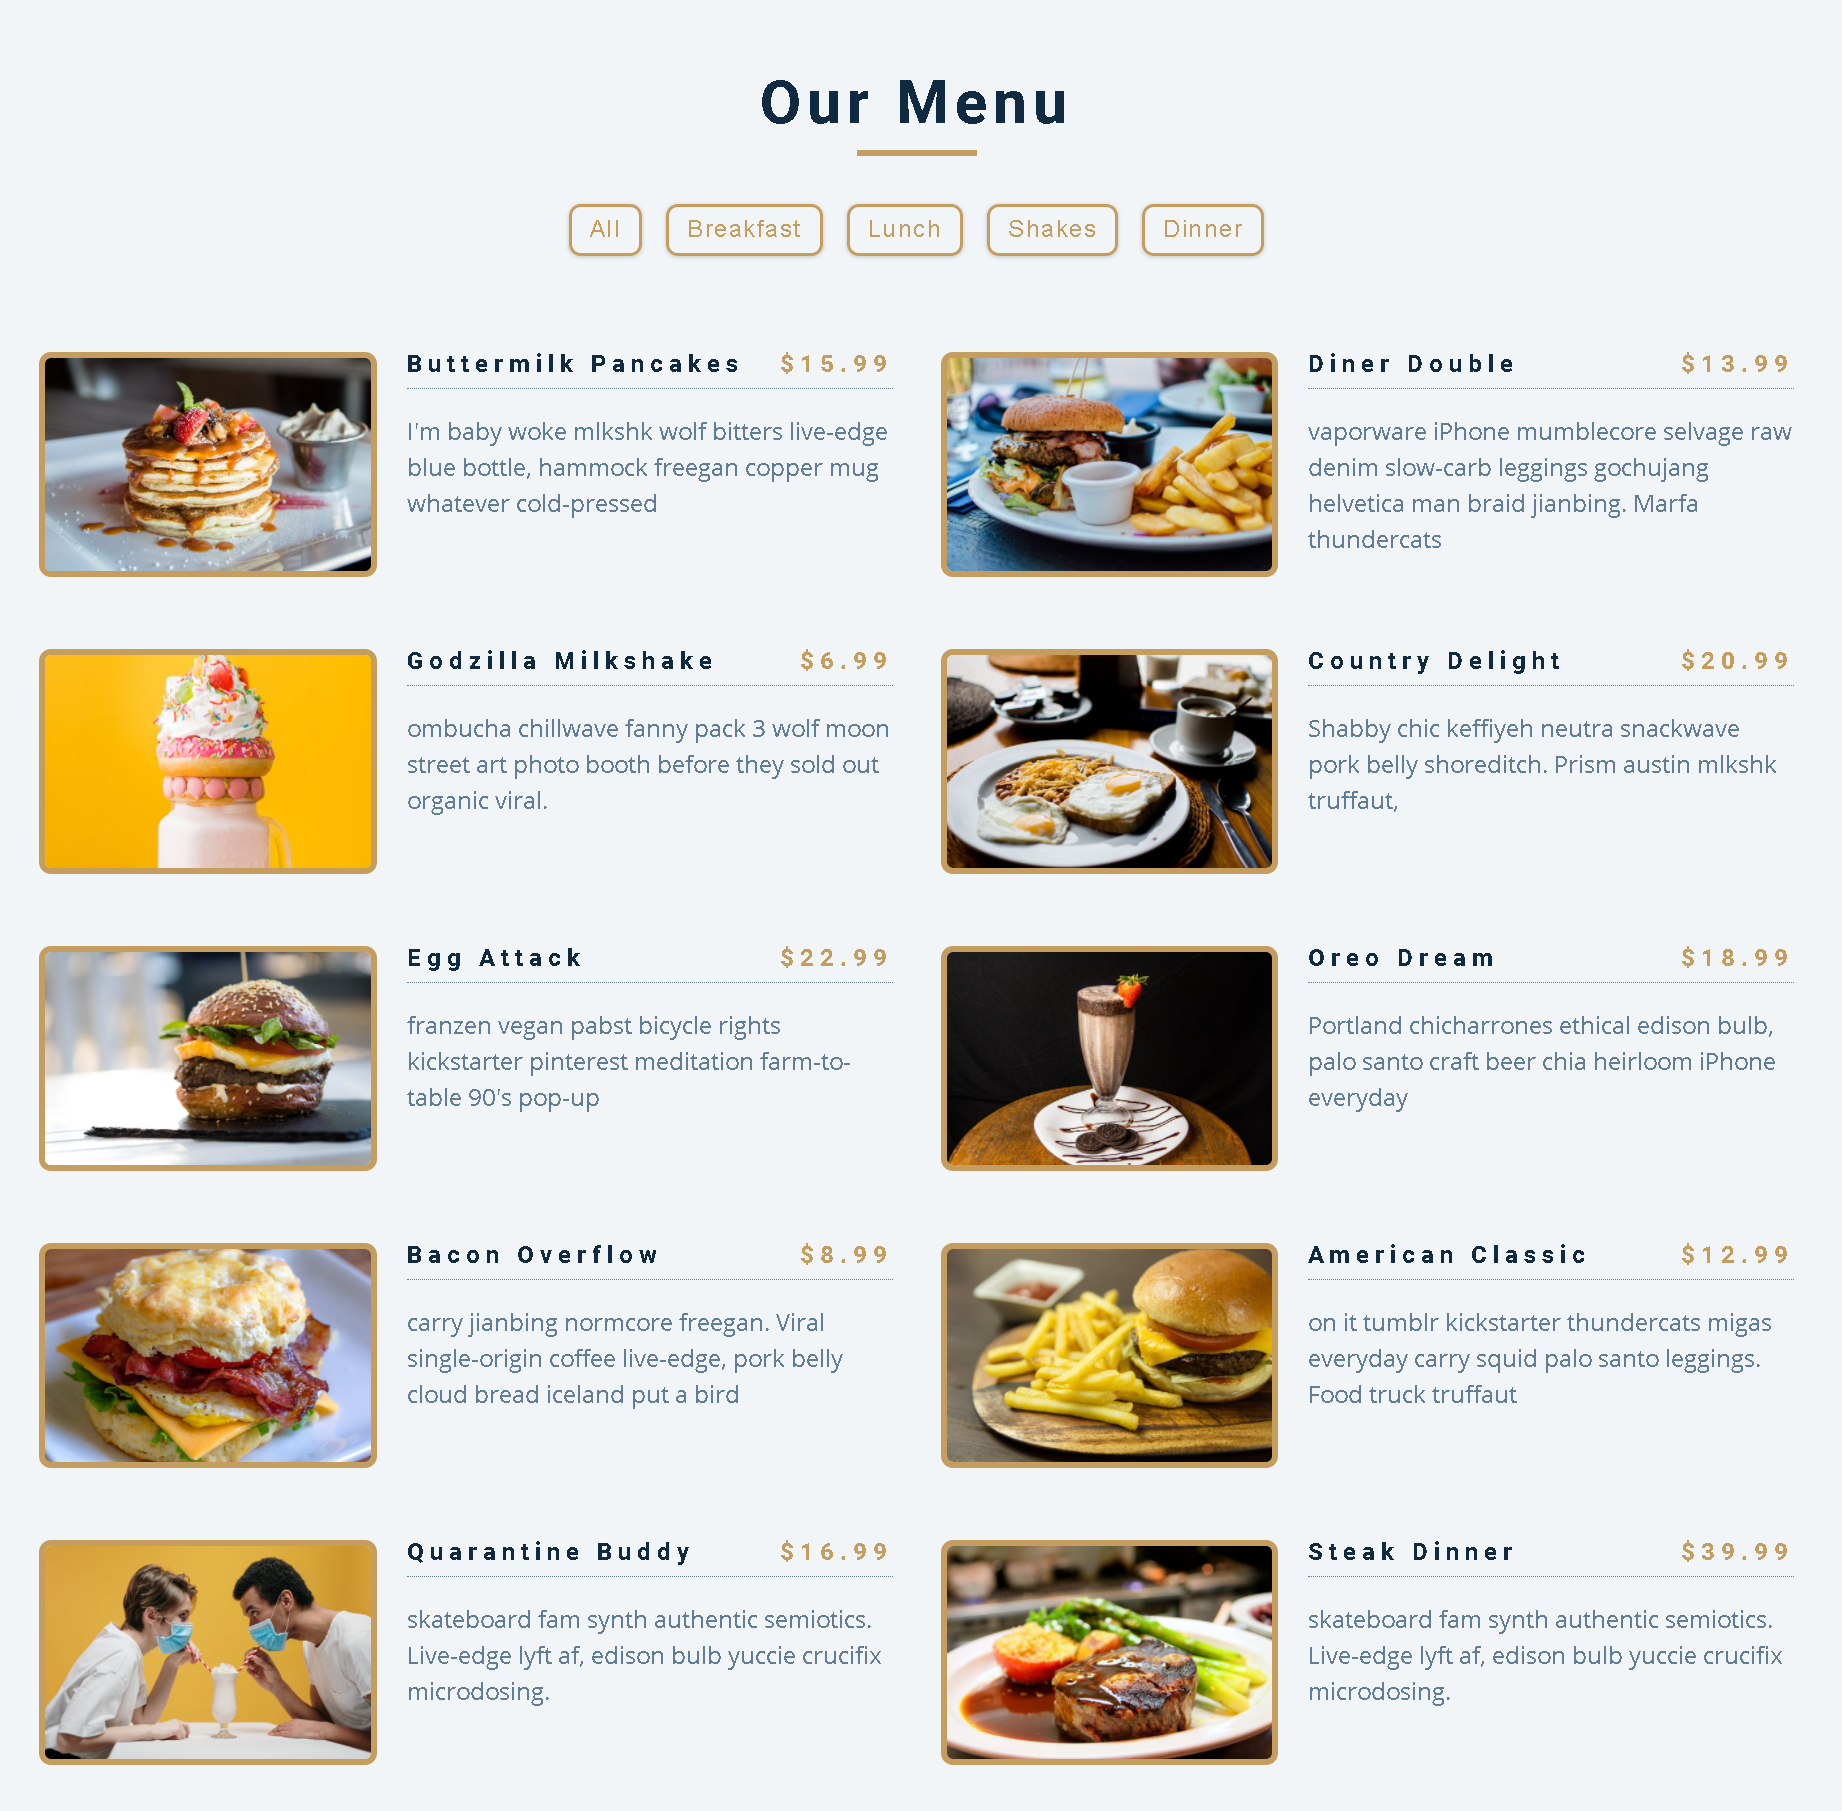 Our Menu
All
Breakfast
Lunch
Shakes
Dinner
Buttermilk Pancakes $15.99
I'm baby woke mlkshk wolf bitters live-edge
blue bottle, hammock freegan copper mug
whatever cold-pressed
Diner Double $13.99
vaporware iPhone mumblecore selvage raw
denim slow-carb leggings gochujang
helvetica man braid jianbing. Marfa
thundercats
Godzilla Milkshake $6.99
ombucha chillwave fanny pack 3 wolf moon
street art photo booth before they sold out
organic viral.
Country Delight $20.99
Shabby chic keffiyeh neutra snackwave
pork belly shoreditch. Prism austin mlkshk
truffaut,
Egg Attack $22.99
franzen vegan pabst bicycle rights
kickstarter pinterest meditation farm-to-
table 90's pop-up
Oreo Dream $18.99
Portland chicharrones ethical edison bulb,
palo santo craft beer chia heirloom iPhone
everyday
Bacon Overflow $8.99
carry jianbing normcore freegan. Viral
single-origin coffee live-edge, pork belly
cloud bread iceland put a bird
American Classic $12.99
on it tumblr kickstarter thundercats migas
everyday carry squid palo santo leggings.
Food truck truffaut
Quarantine Buddy $16.99
skateboard fam synth authentic semiotics.
Live-edge lyft af, edison bulb yuccie crucifix
microdosing.
Steak Dinner $39.99
skateboard fam synth authentic semiotics.
Live-edge lyft af, edison bulb yuccie crucifix
microdosing.